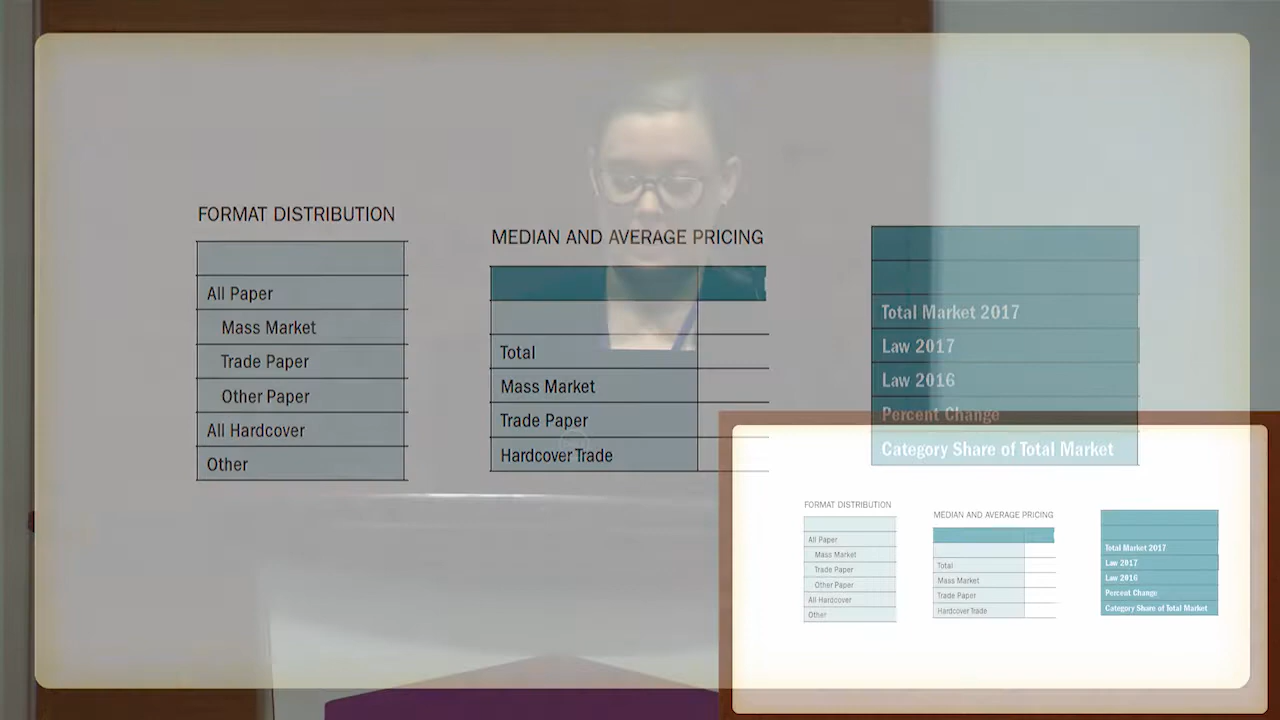 FORMAT DISTRIBUTION
All Paper
Mass Market
Trade Paper
Other Paper
All Hardcover
Other
MEDIAN AND AVERAGE PRICING
Total
Mass Market
Trade Paper
Hardcover Trade
Total Market 2017
Law 2017
Law 2016
Percent Change
Category Share of Total Market
FORMAT DISTRIBUTION
All Paper
Mass Market
Trade Paper
Other Paper
All Hardcover
Other
MEDIAN AND AVERAGE PRICING
Total
Mass Market
Trade Paper
Hardcover Trade
Total Market 2017
Law 2017
Law 2016
Percent Change
Category Share of Total Market